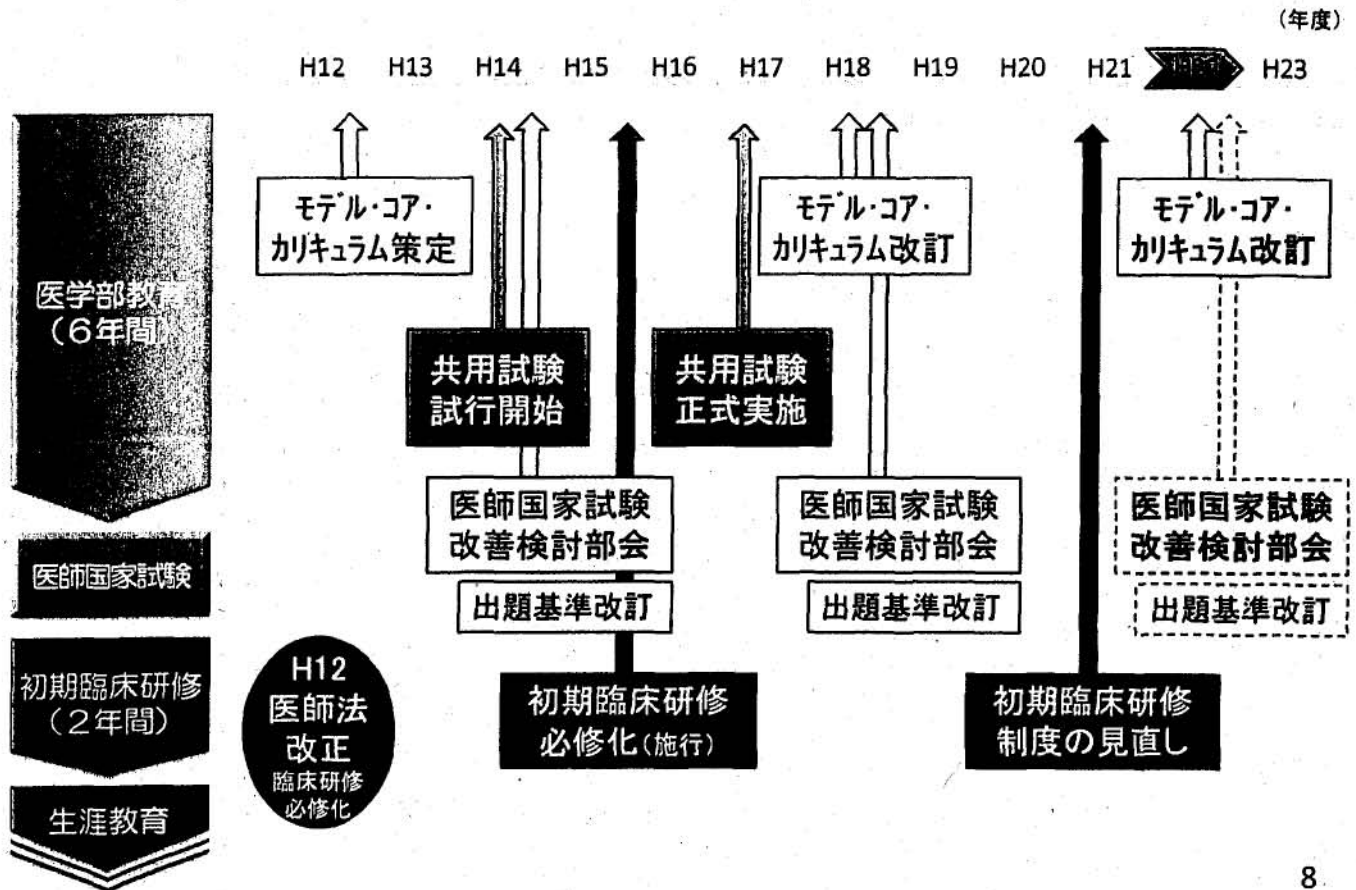 (年度)
H12 H13 H14 H15 H16 H17 H18 H19 H20 H21 H23
モデル・コア・
カリキュラム策定
モデル・コア・
カリキュラム改訂
モデル・コア・
カリキュラム改訂
医学部教育
(6年間)
共用試験
試行開始
共用試験
正式実施
医師国家試験
改善検討部会
医師国家試験
改善検討部会
医師国家試験
改善検討部会
医師国家試験
出題基準改訂
出題基準改訂
出題基準改訂
初期臨床研修
(2年間)
H12
医師法
改正
臨床研修
必修化
初期臨床研修
必修化(施行)
初期臨床研修
制度の見直し
生涯教育
8